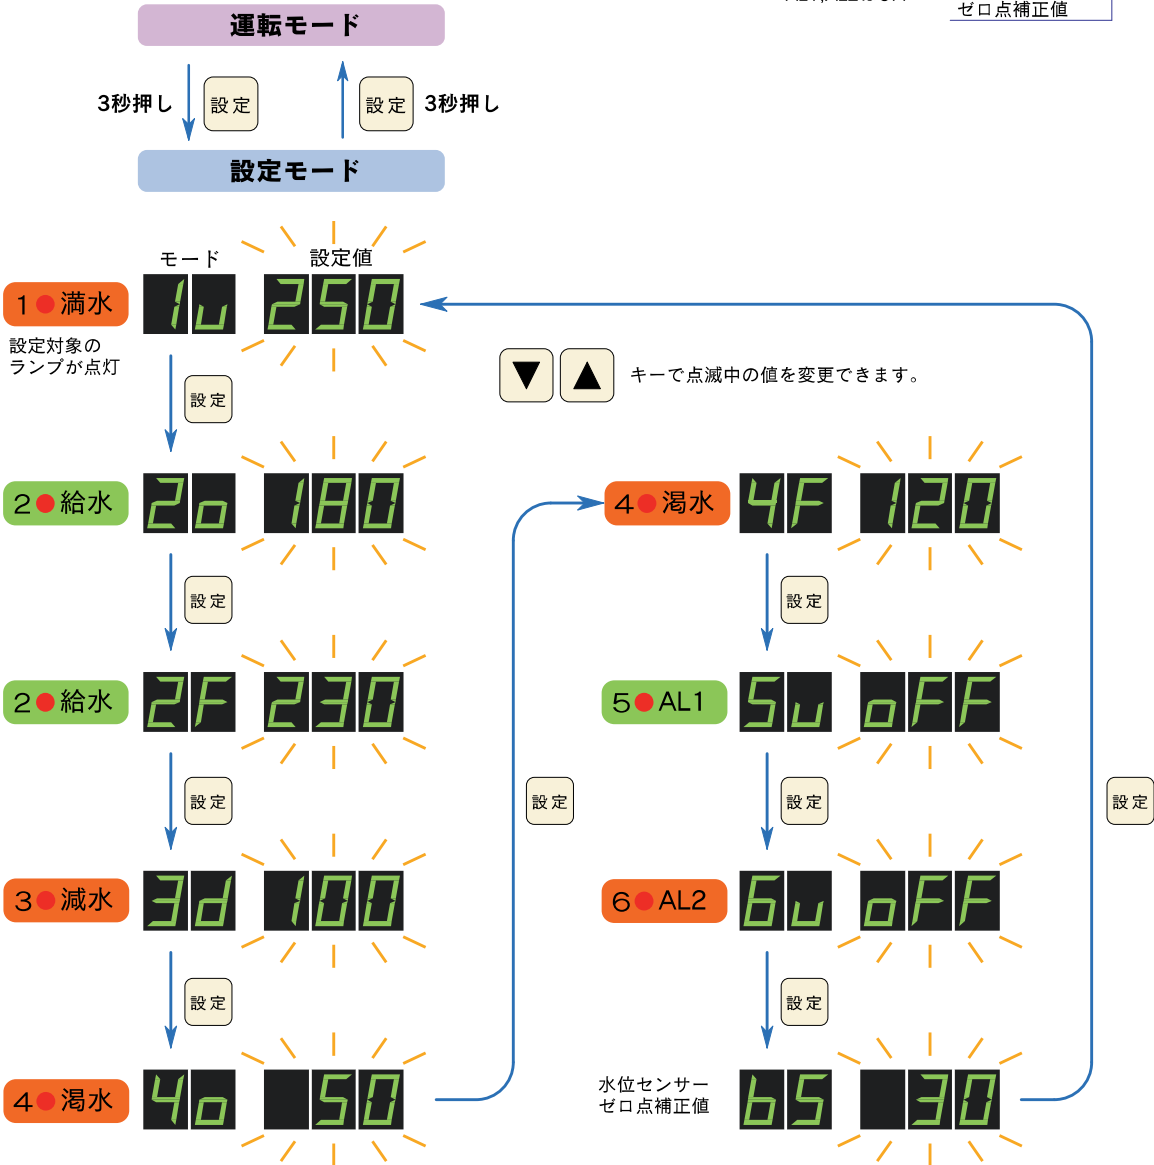 ゼロ点補正値
運転モード
3秒押し 設定 設定 3秒押し
設定モード
モード 設定値
1 満水 1u 250
設定対象の
ランプが点灯
設定
▼ ▲ キーで点滅中の値を変更できます。
2 給水 2o 180
設定
2 給水 2F 230
設定
3 減水 3d 100
設定
4 渇水 4o 50
設定
4 渇水 4F 120
設定
5 AL1 5u oFF
設定
6 AL2 6u oFF
設定
水位センサー
ゼロ点補正値
b5 30
設定